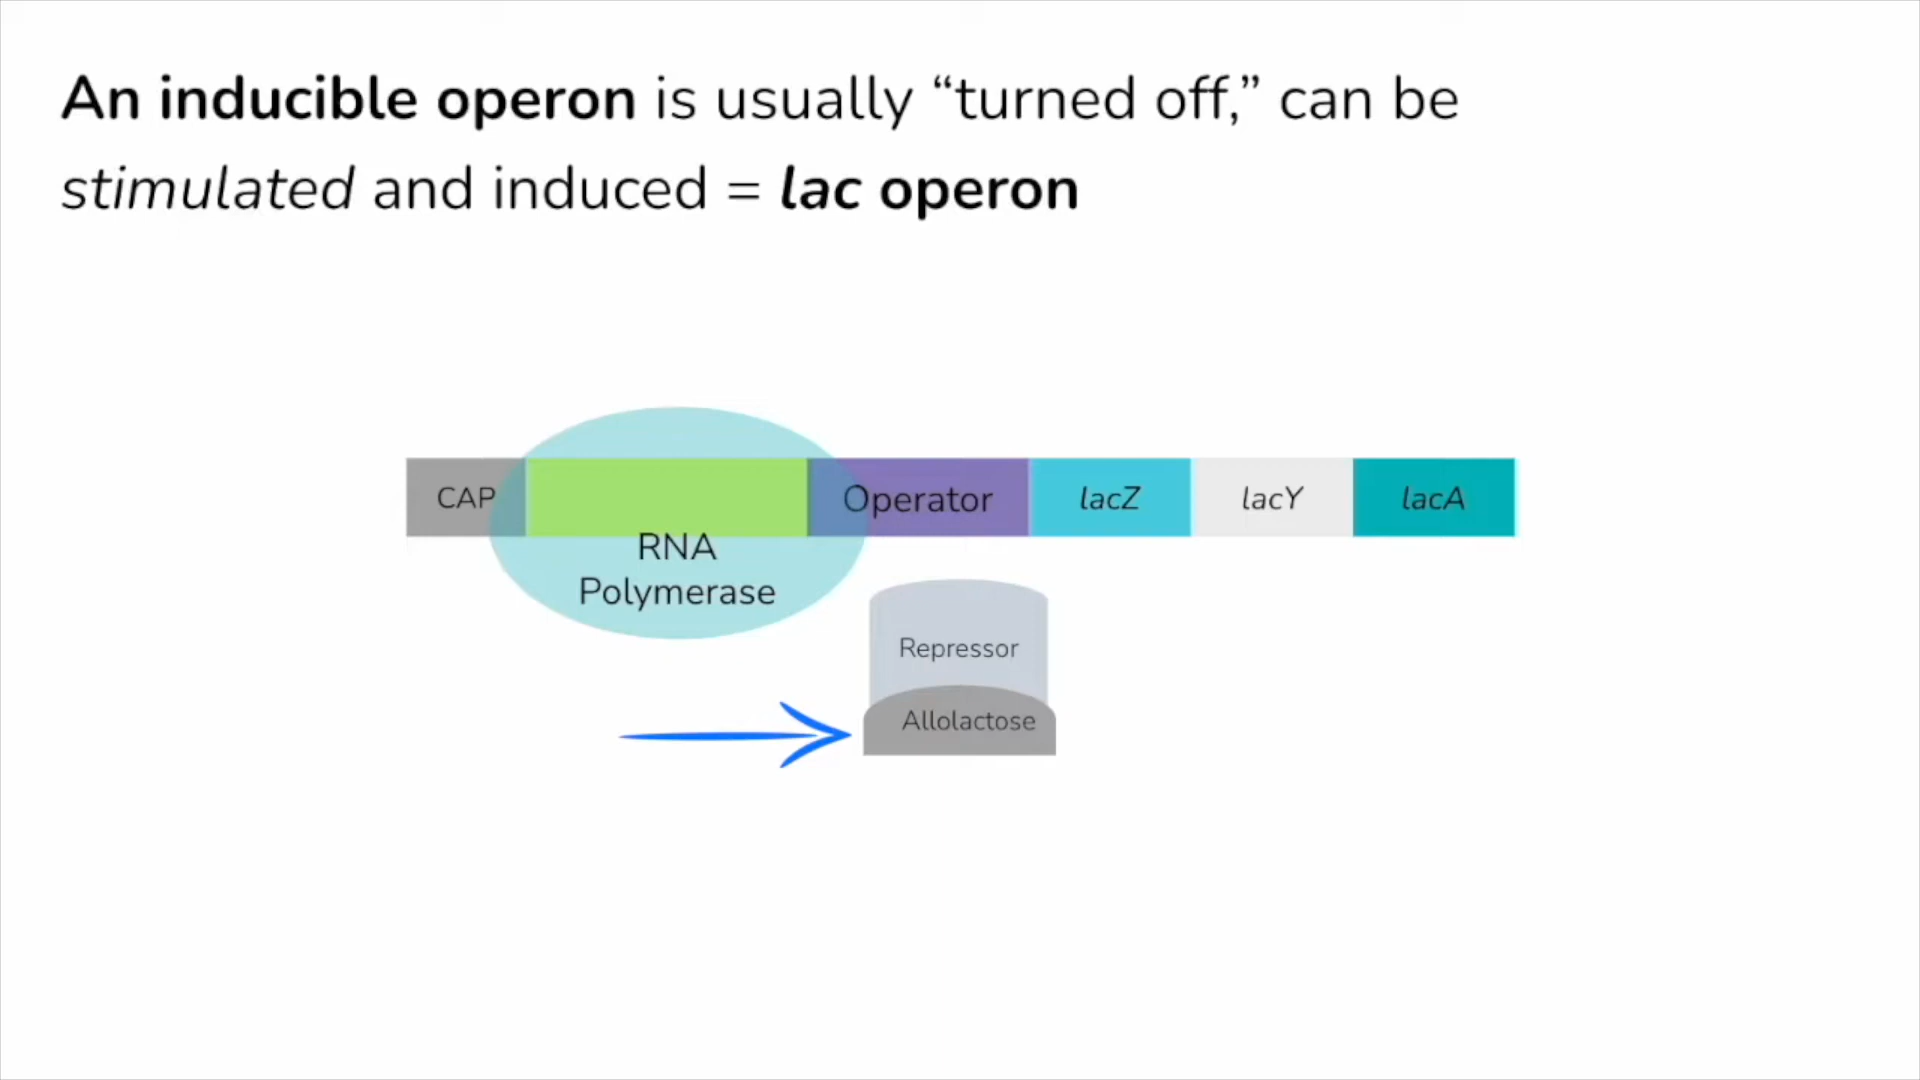 An inducible operon is usually “turned off,” can be
stimulated and induced = lac operon
CAP
Operator
lacZ
lacY
lacA
RNA
Polymerase
Repressor
Allolactose